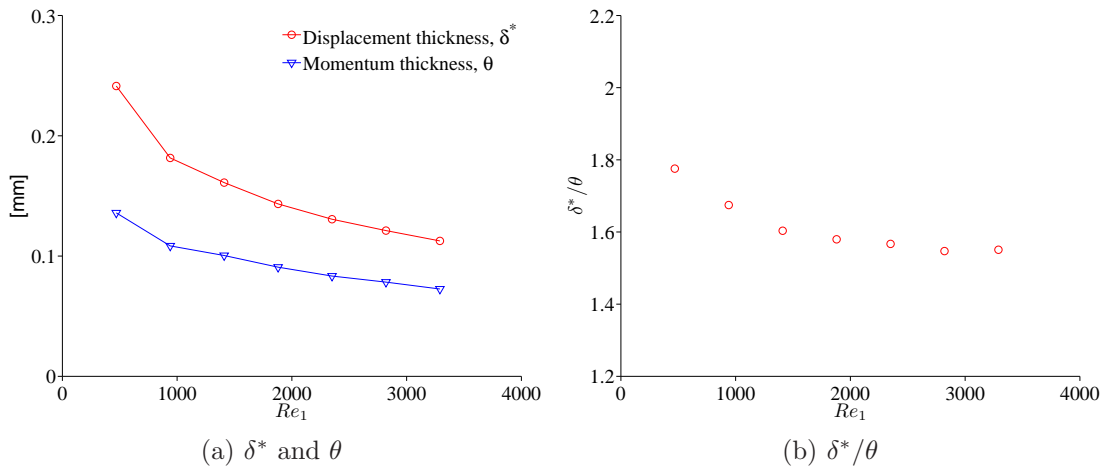 0.3
0.2
0.1
0
[mm]
Displacement thickness, δ*
Momentum thickness, θ
0 1000 2000 3000 4000
Re₁
(a) δ* and θ
2.2
2
1.8
1.6
1.4
1.2
δ*/θ
0 1000 2000 3000 4000
Re₁
(b) δ*/θ